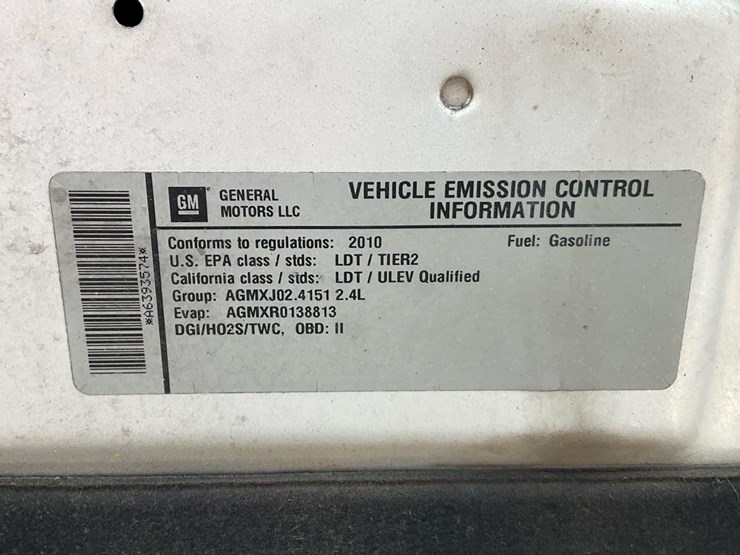 GM
GENERAL
MOTORS LLC
VEHICLE EMISSION CONTROL
INFORMATION
Conforms to regulations: 2010
Fuel: Gasoline
U.S. EPA class / stds: LDT / TIER2
California class / stds: LDT / ULEV Qualified
Group: AGMXJ02.4151 2.4L
Evap: AGMXR0138813
DGI/HO2S/TWC, OBD: II
*A6393574*